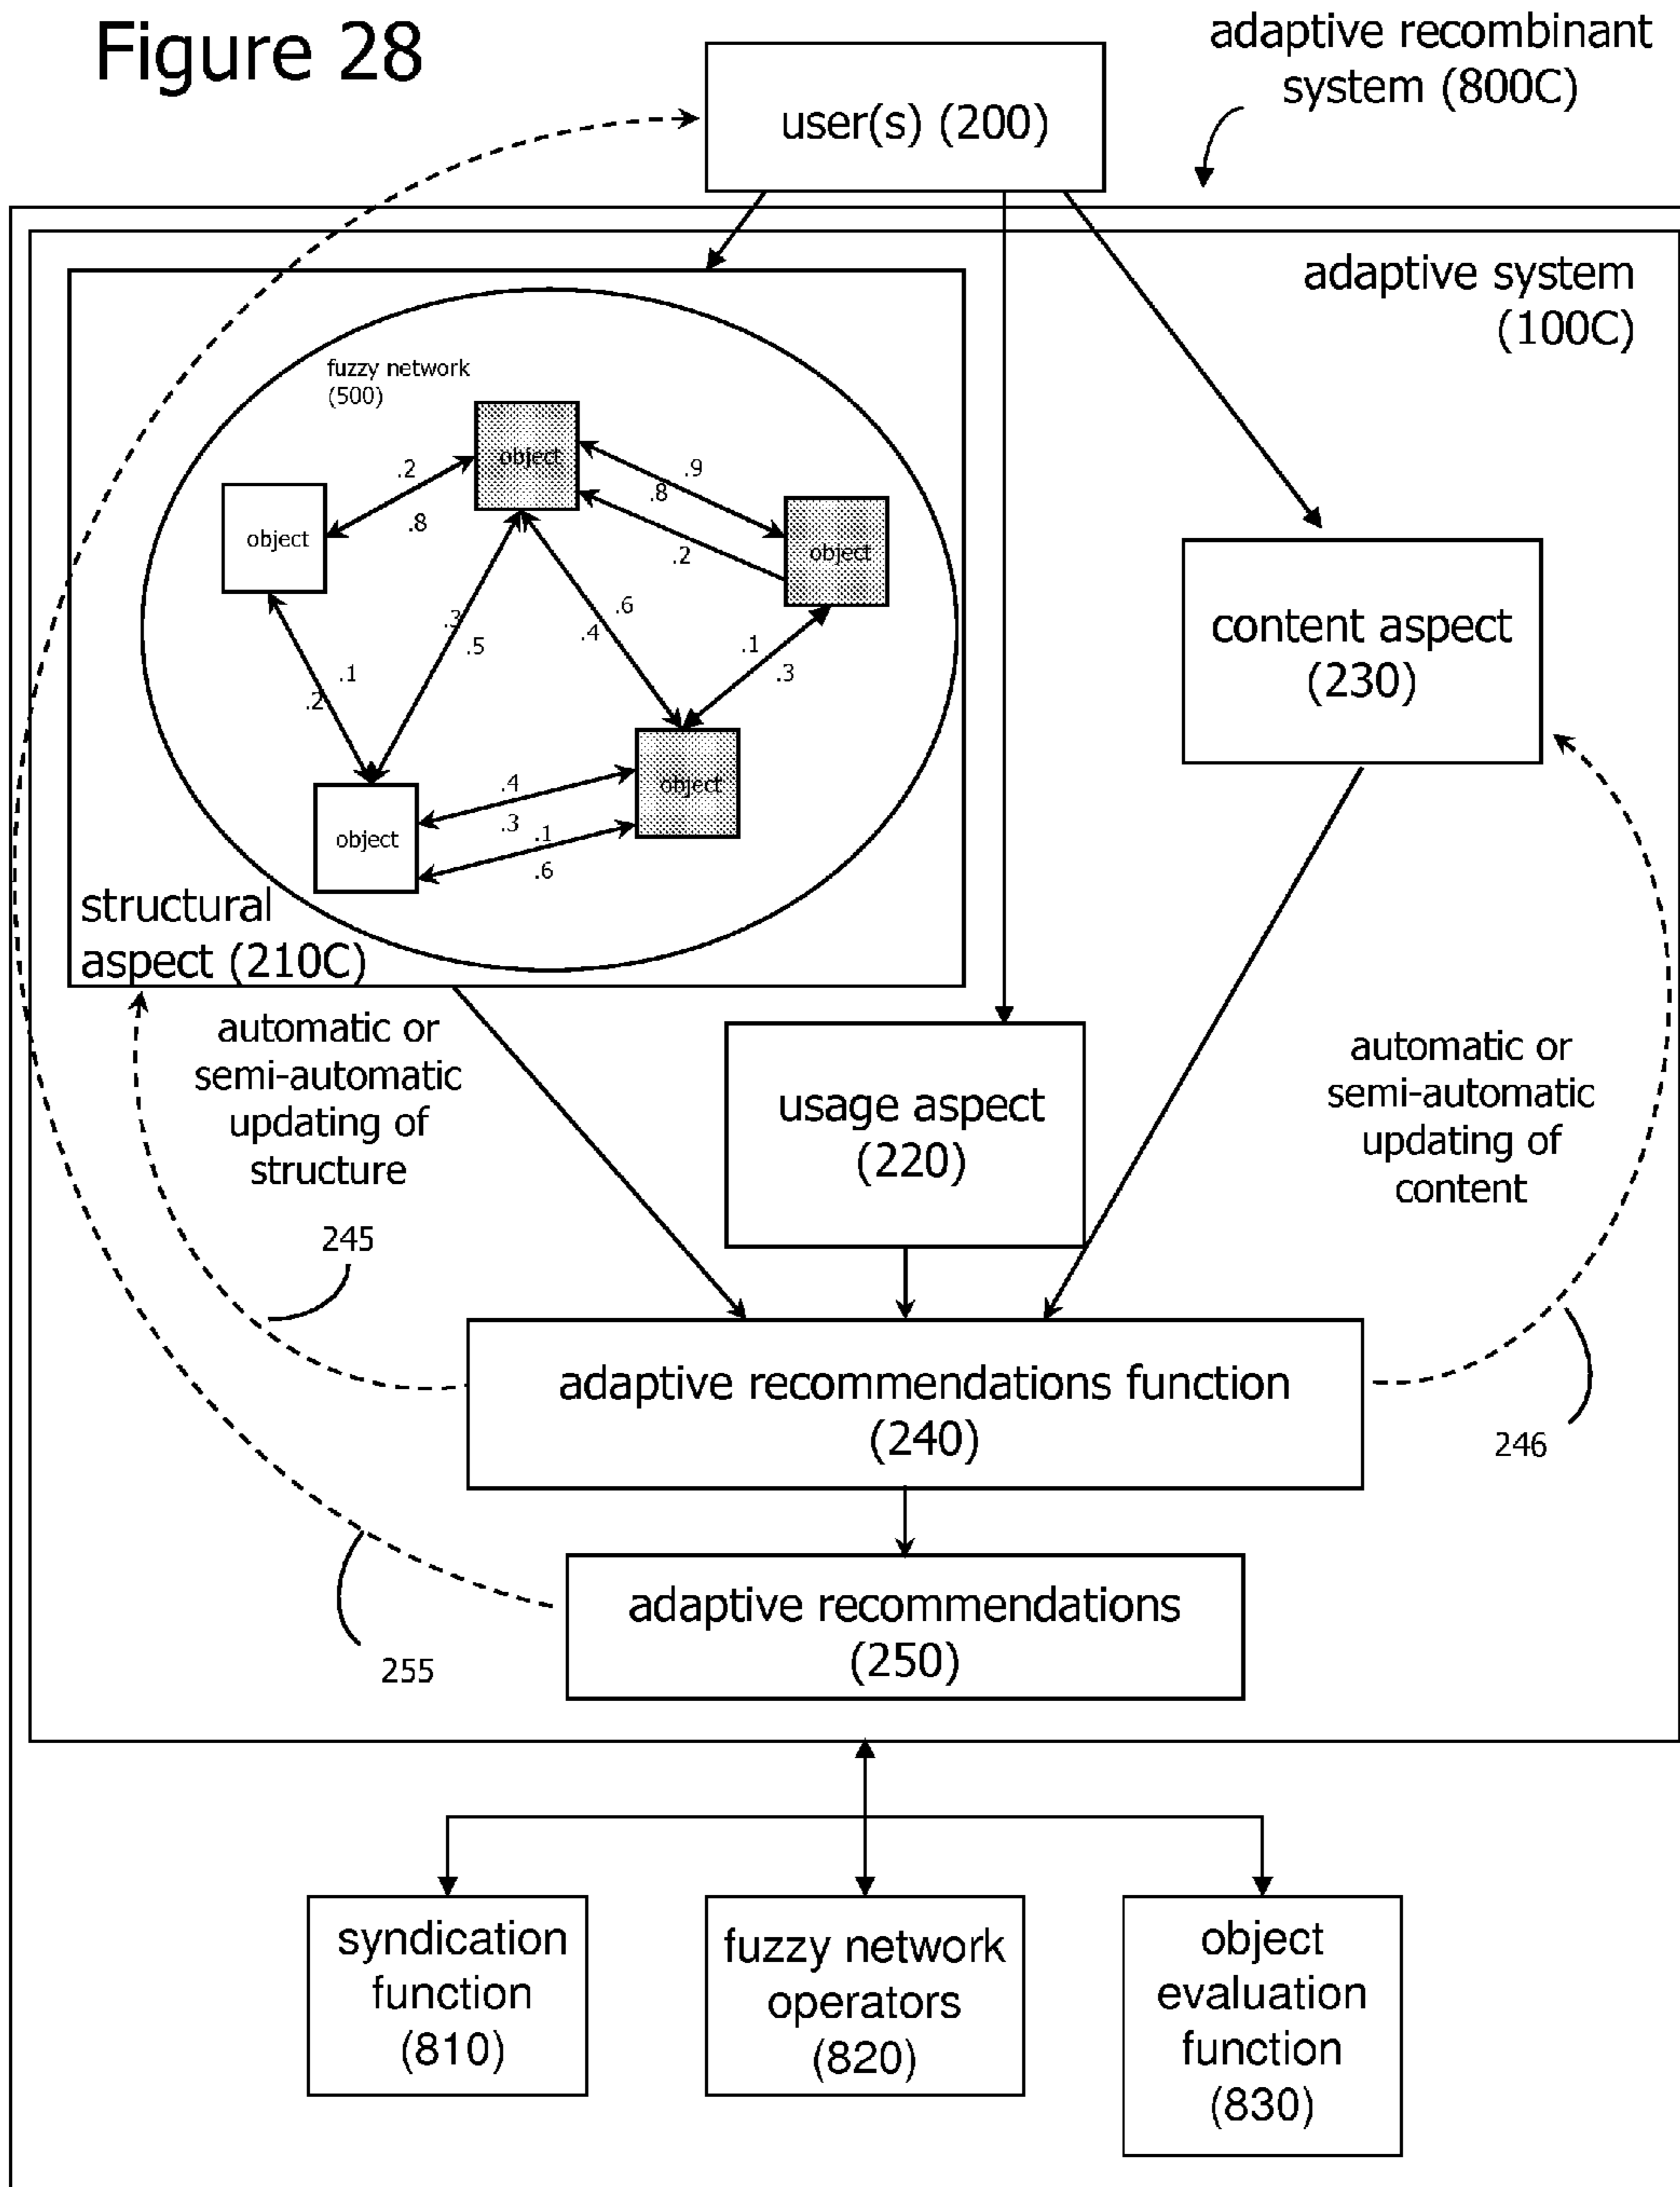 Figure 28
adaptive recombinant
system (800C)
user(s) (200)
adaptive system
(100C)
fuzzy network
(500)
object
.2
.8
object
.9
.8
.2
object
.3
.5
.6
.4
.1
.3
.1
.2
object
.4
.3
.1
.6
object
structural
aspect (210C)
content aspect
(230)
automatic or
semi-automatic
updating of
structure
245
usage aspect
(220)
automatic or
semi-automatic
updating of
content
246
adaptive recommendations function
(240)
adaptive recommendations
(250)
255
syndication
function
(810)
fuzzy network
operators
(820)
object
evaluation
function
(830)